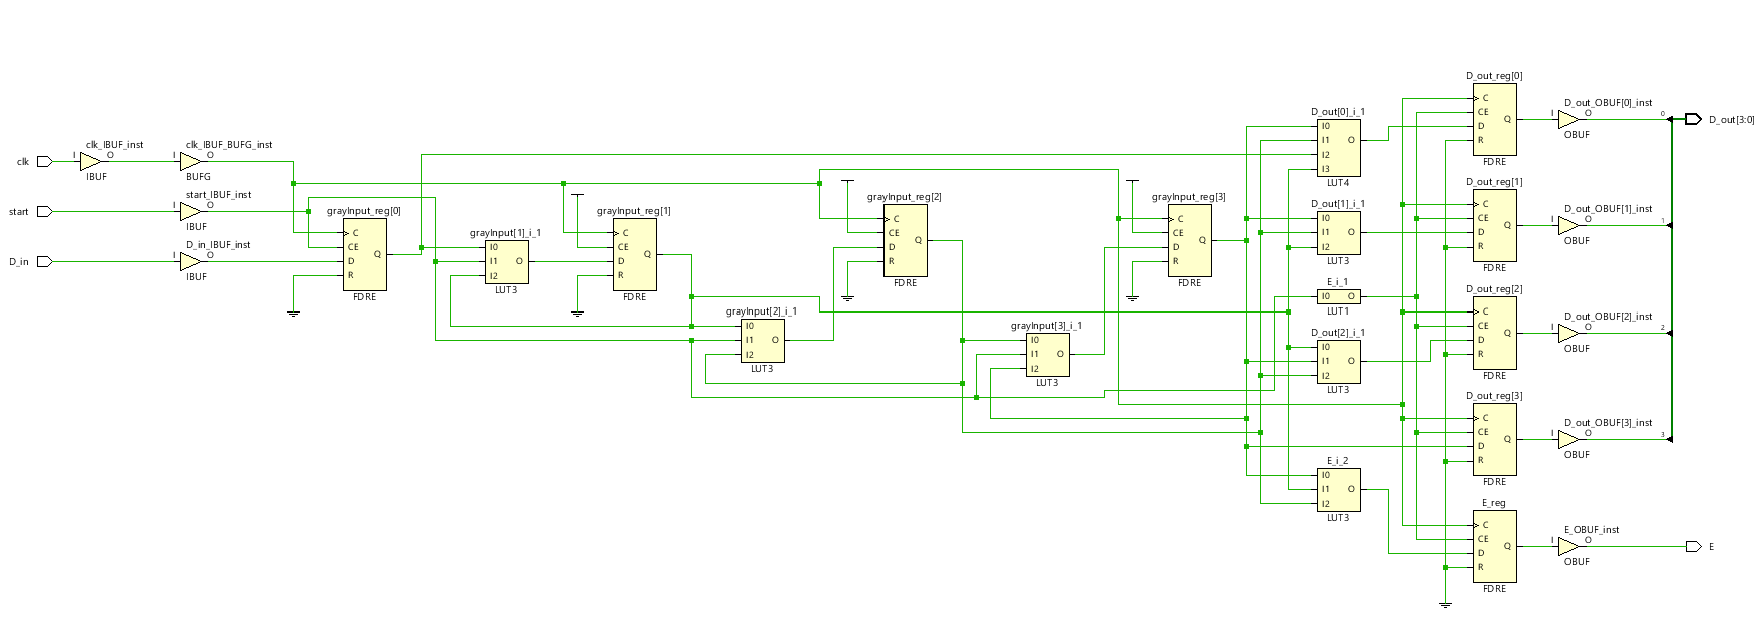 clk
clk_IBUF_inst
I
O
IBUF
clk_IBUF_BUFG_inst
I
O
BUFG
start
start_IBUF_inst
I
O
IBUF
D_in
D_in_IBUF_inst
I
O
IBUF
grayInput_reg[0]
C
CE
D
R
Q
FDRE
grayInput[1]_i_1
I0
I1
I2
O
LUT3
grayInput_reg[1]
C
CE
D
R
Q
FDRE
grayInput[2]_i_1
I0
I1
I2
O
LUT3
grayInput_reg[2]
C
CE
D
R
Q
FDRE
grayInput[3]_i_1
I0
I1
I2
O
LUT3
grayInput_reg[3]
C
CE
D
R
Q
FDRE
D_out[0]_i_1
I0
I1
I2
I3
O
LUT4
D_out[1]_i_1
I0
I1
I2
O
LUT3
E_i_1
I0
O
LUT1
D_out[2]_i_1
I0
I1
I2
O
LUT3
E_i_2
I0
I1
I2
O
LUT3
D_out_reg[0]
C
CE
D
R
Q
FDRE
D_out_reg[1]
C
CE
D
R
Q
FDRE
D_out_reg[2]
C
CE
D
R
Q
FDRE
D_out_reg[3]
C
CE
D
R
Q
FDRE
E_reg
C
CE
D
R
Q
FDRE
D_out_OBUF[0]_inst
I
O
OBUF
0
D_out[3:0]
D_out_OBUF[1]_inst
I
O
OBUF
1
D_out_OBUF[2]_inst
I
O
OBUF
2
D_out_OBUF[3]_inst
I
O
OBUF
3
E_OBUF_inst
I
O
OBUF
E